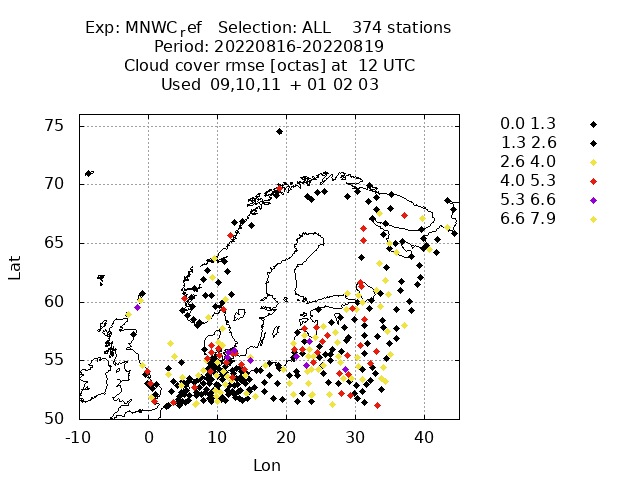 Exp: MNWCref   Selection: ALL    374 stations
Period: 20220816-20220819
Cloud cover rmse [octas] at  12 UTC
Used  09,10,11  + 01 02 03
75
70
65
60
55
50
-10 0 10 20 30 40
Lat
Lon
0.0 1.3
1.3 2.6
2.6 4.0
4.0 5.3
5.3 6.6
6.6 7.9